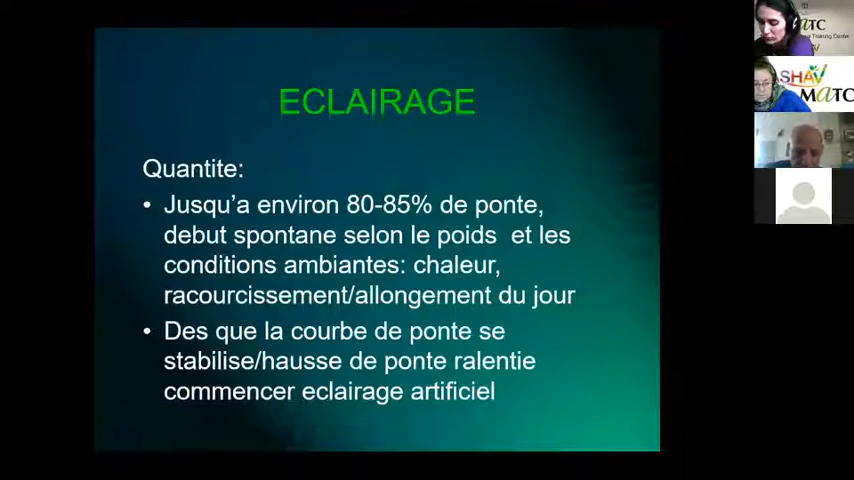 ECLAIRAGE
Quantite:
• Jusqu'a environ 80-85% de ponte,
debut spontane selon le poids et les
conditions ambiantes: chaleur,
racourcissement/allongement du jour
• Des que la courbe de ponte se
stabilise/hausse de ponte ralentie
commencer eclairage artificiel
Training Center
SHAV
MATC